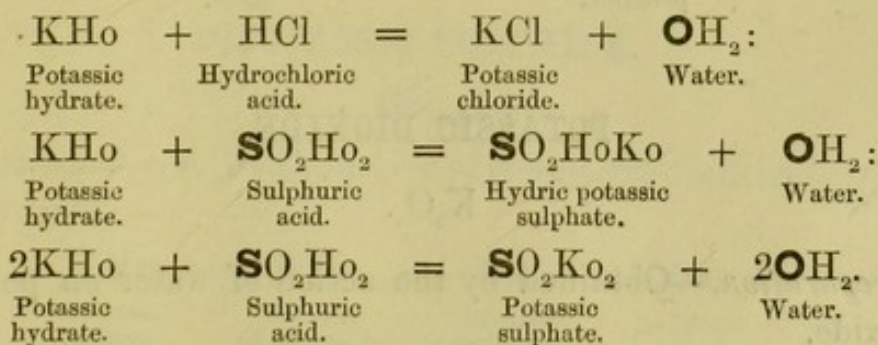 KHo + HCl = KCl + OH₂:
Potassic Hydrochloric Potassic Water.
hydrate. acid. chloride.
KHo + SO₂Ho₂ = SO₂HoKo + OH₂:
Potassic Sulphuric Hydric potassic Water.
hydrate. acid. sulphate.
2KHo + SO₂Ho₂ = SO₂Ko₂ + 2OH₂.
Potassic Sulphuric Potassic Water.
hydrate. acid. sulphate.